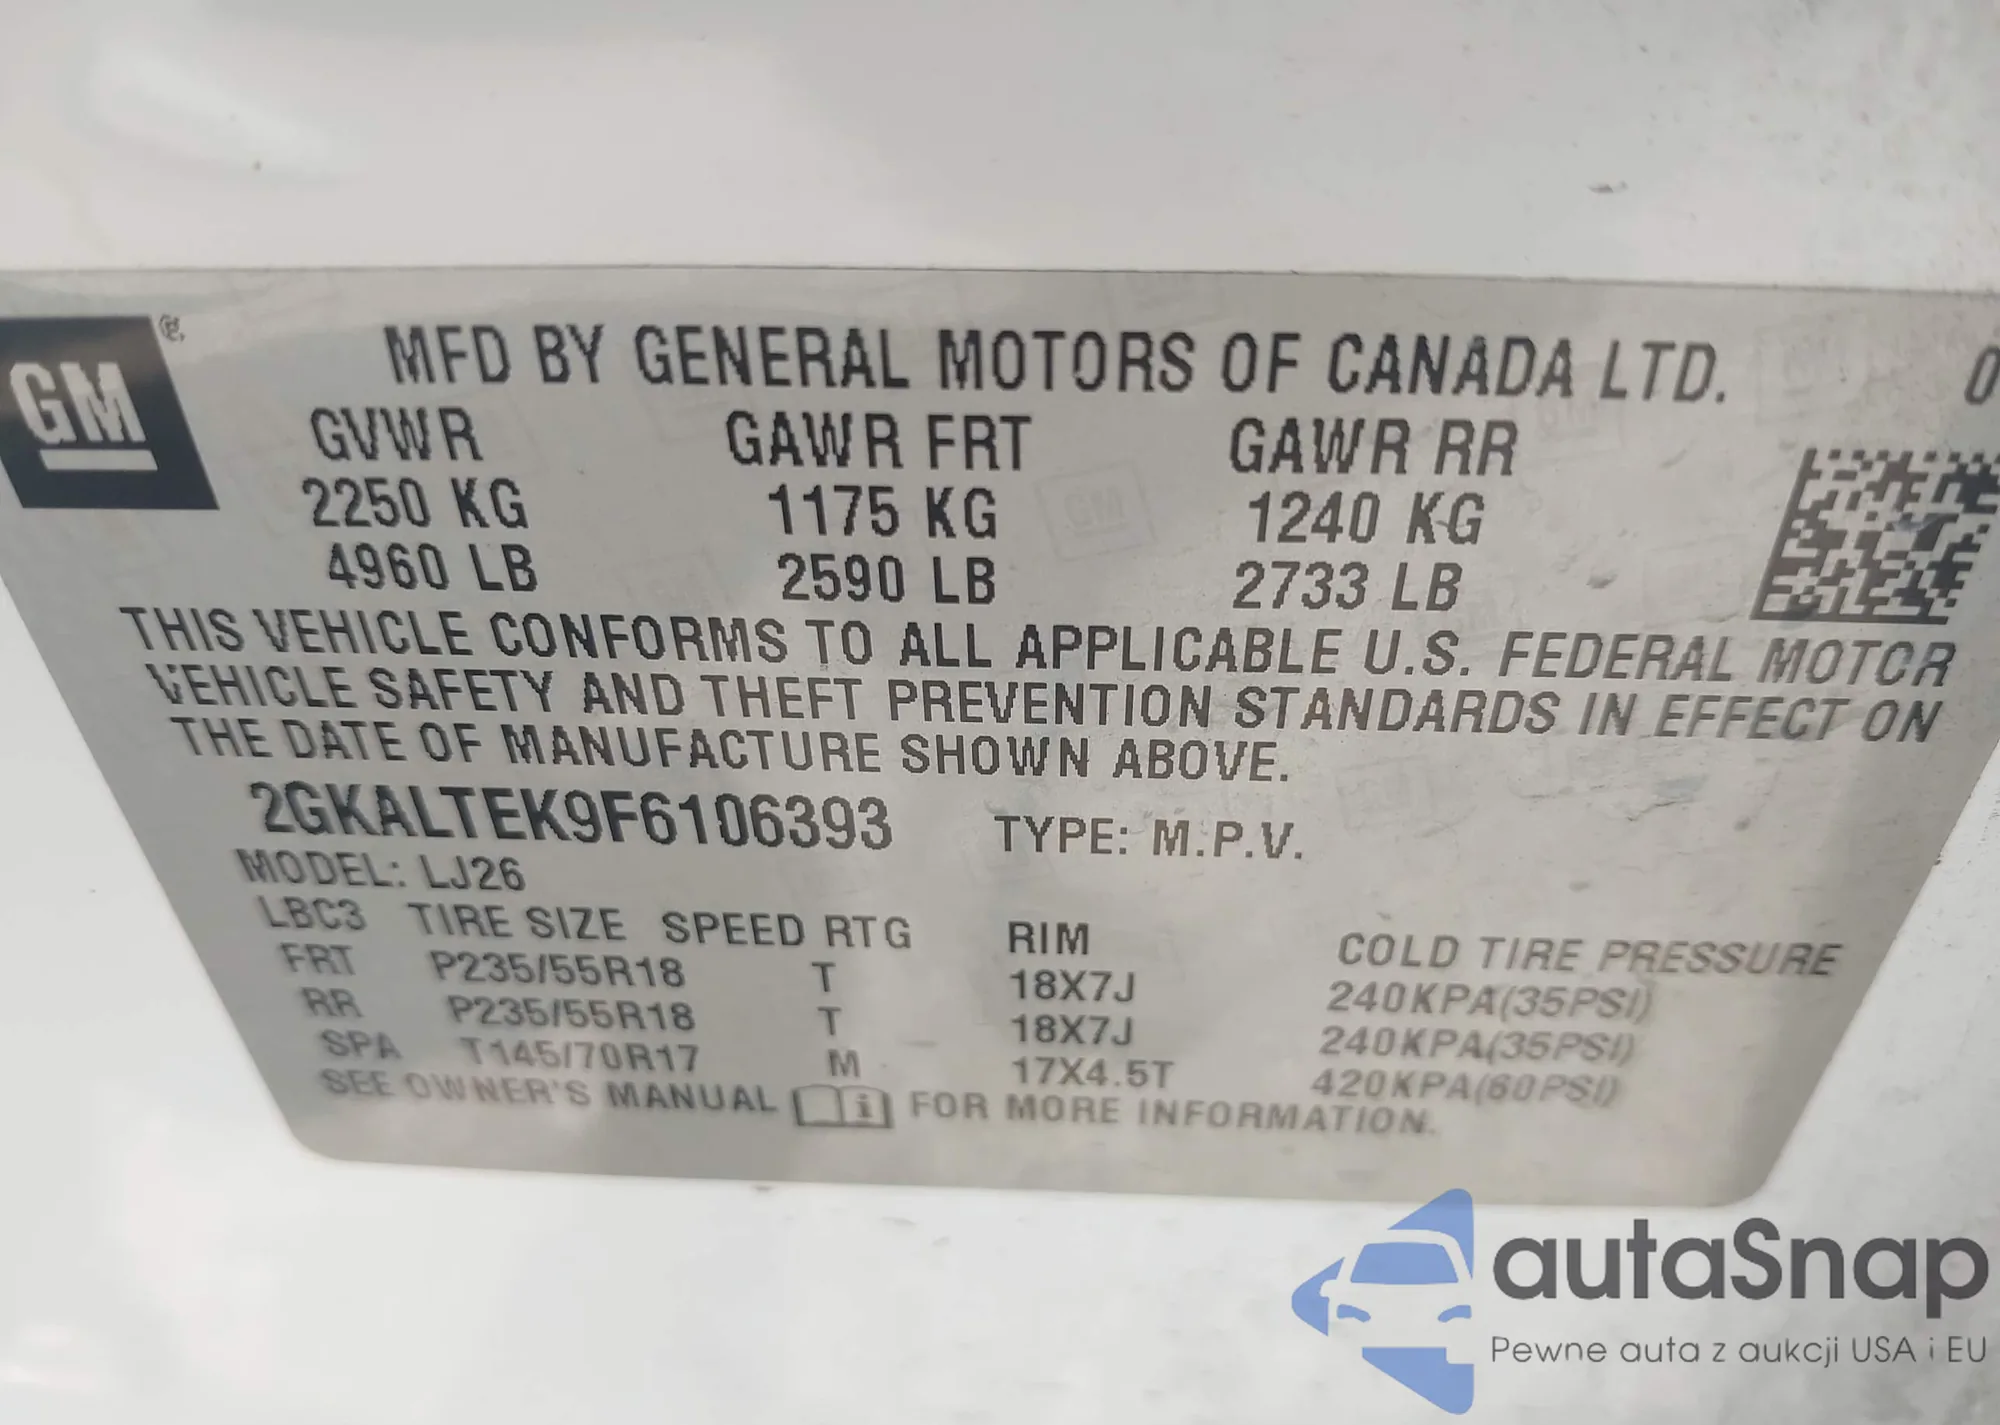 GM
MFD BY GENERAL MOTORS OF CANADA LTD. 0
GVWR GAWR FRT GAWR RR
2250 KG 1175 KG 1240 KG
4960 LB 2590 LB 2733 LB
THIS VEHICLE CONFORMS TO ALL APPLICABLE U.S. FEDERAL MOTOR
VEHICLE SAFETY AND THEFT PREVENTION STANDARDS IN EFFECT ON
THE DATE OF MANUFACTURE SHOWN ABOVE.
2GKALTEK9F6106393 TYPE: M.P.V.
MODEL: LJ26
LBC3 TIRE SIZE SPEED RTG RIM COLD TIRE PRESSURE
FRT P235/55R18 T 18X7J 240KPA(35PSI)
RR P235/55R18 T 18X7J 240KPA(35PSI)
SPA T145/70R17 M 17X4.5T 420KPA(60PSI)
SEE OWNER'S MANUAL i FOR MORE INFORMATION.
autaSnap
Pewne auta z aukcji USA i EU